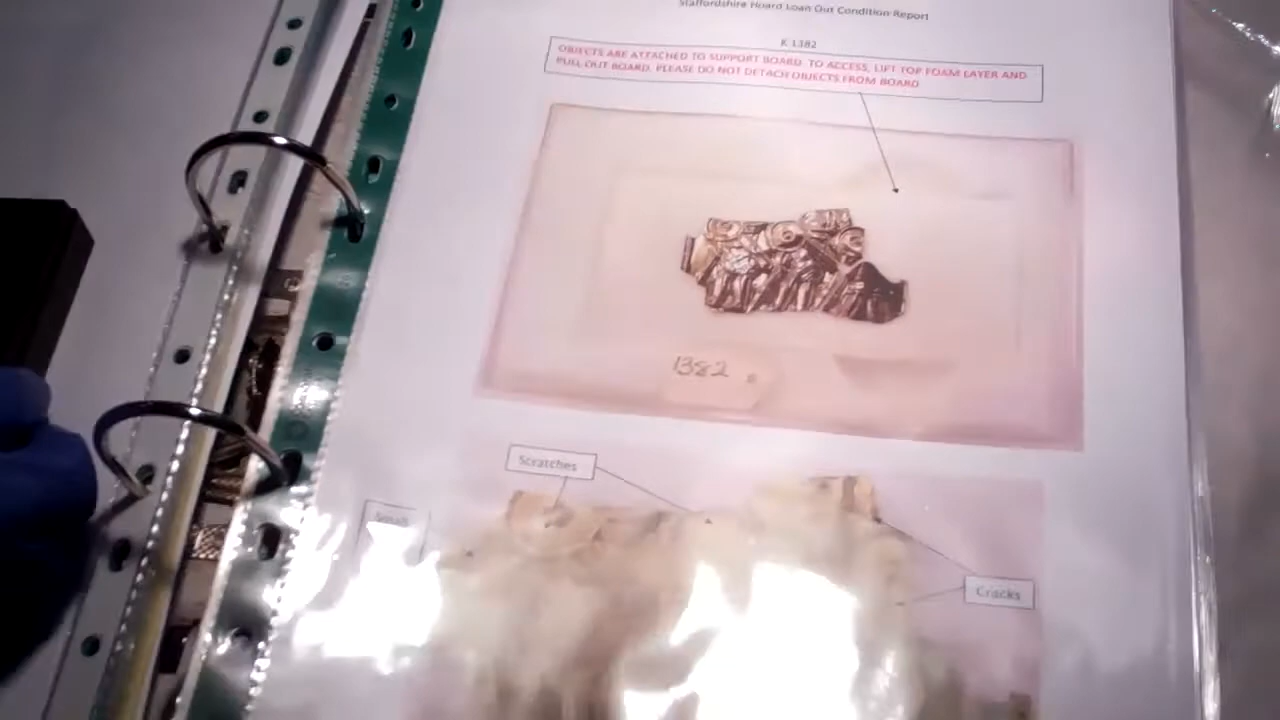 Staffordshire Hoard Loan Out Condition Report
K 1382
OBJECTS ARE ATTACHED TO SUPPORT BOARD. TO ACCESS, LIFT TOP FOAM LAYER AND
PULL OUT BOARD. PLEASE DO NOT DETACH OBJECTS FROM BOARD
1382
Scratches
Small
Cracks